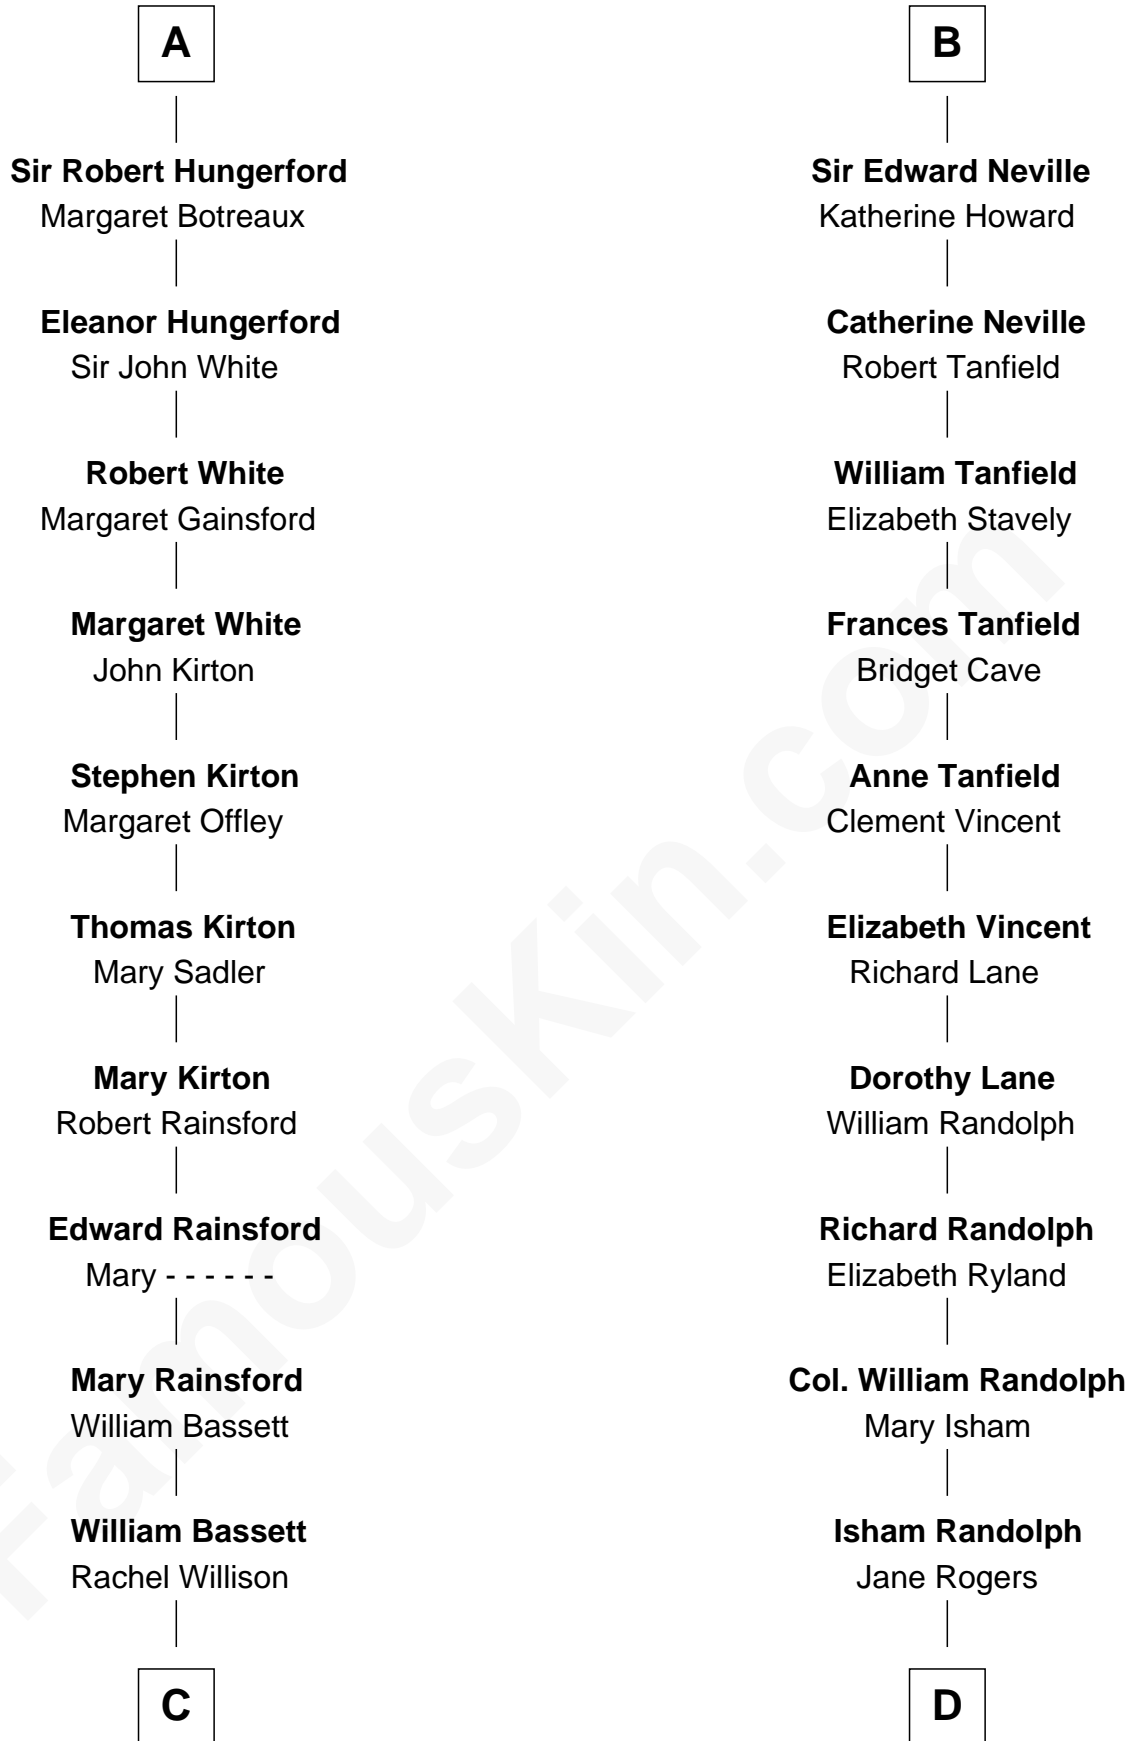 A
Sir Robert Hungerford
Margaret Botreaux
Eleanor Hungerford
Sir John White
Robert White
Margaret Gainsford
Margaret White
John Kirton
Stephen Kirton
Margaret Offley
Thomas Kirton
Mary Sadler
Mary Kirton
Robert Rainsford
Edward Rainsford
Mary - - - - - -
Mary Rainsford
William Bassett
William Bassett
Rachel Willison
C
B
Sir Edward Neville
Katherine Howard
Catherine Neville
Robert Tanfield
William Tanfield
Elizabeth Stavely
Frances Tanfield
Bridget Cave
Anne Tanfield
Clement Vincent
Elizabeth Vincent
Richard Lane
Dorothy Lane
William Randolph
Richard Randolph
Elizabeth Ryland
Col. William Randolph
Mary Isham
Isham Randolph
Jane Rogers
D
FamousKin.com